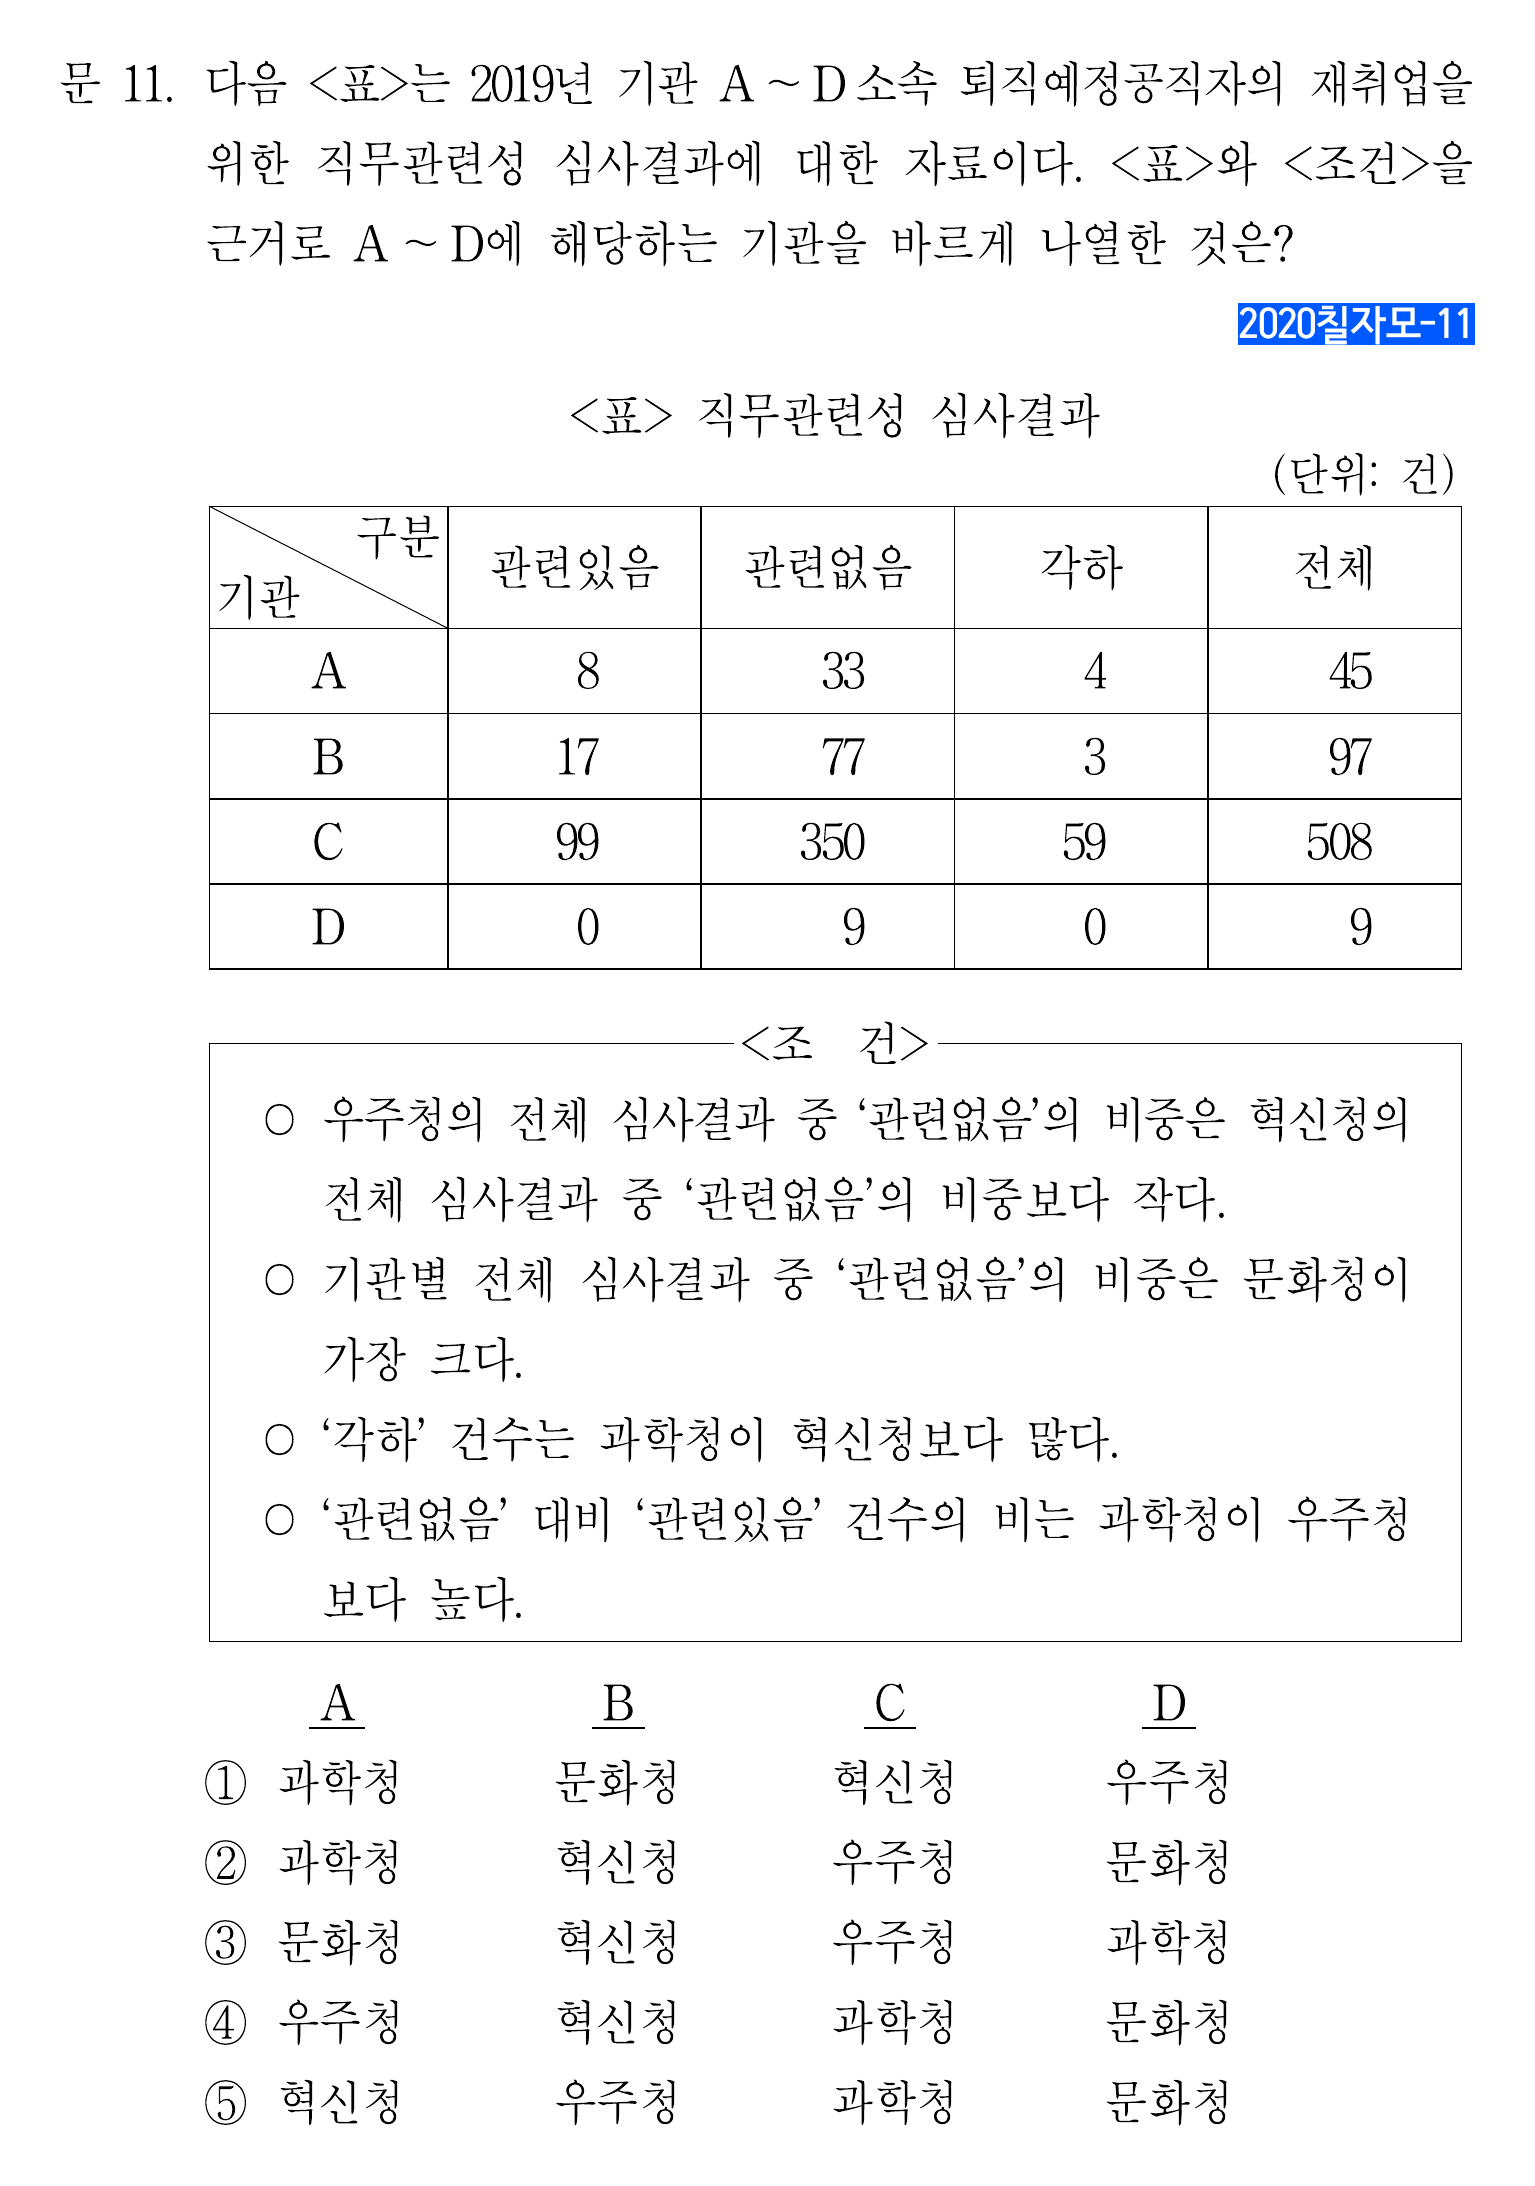 문 11. 다음 <표>는 2019년 기관 A ~ D 소속 퇴직예정공직자의 재취업을
위한 직무관련성 심사결과에 대한 자료이다. <표>와 <조건>을
근거로 A ~ D에 해당하는 기관을 바르게 나열한 것은?
2020칠자모-11
<표> 직무관련성 심사결과
(단위: 건)
구분 기관 관련있음 관련없음 각하 전체
A 8 33 4 45
B 17 77 3 97
C 99 350 59 508
D 0 9 0 9
<조 건>
○ 우주청의 전체 심사결과 중 ‘관련없음’의 비중은 혁신청의
전체 심사결과 중 ‘관련없음’의 비중보다 작다.
○ 기관별 전체 심사결과 중 ‘관련없음’의 비중은 문화청이
가장 크다.
○ ‘각하’ 건수는 과학청이 혁신청보다 많다.
○ ‘관련없음’ 대비 ‘관련있음’ 건수의 비는 과학청이 우주청
보다 높다.
A B C D
① 과학청 문화청 혁신청 우주청
② 과학청 혁신청 우주청 문화청
③ 문화청 혁신청 우주청 과학청
④ 우주청 혁신청 과학청 문화청
⑤ 혁신청 우주청 과학청 문화청